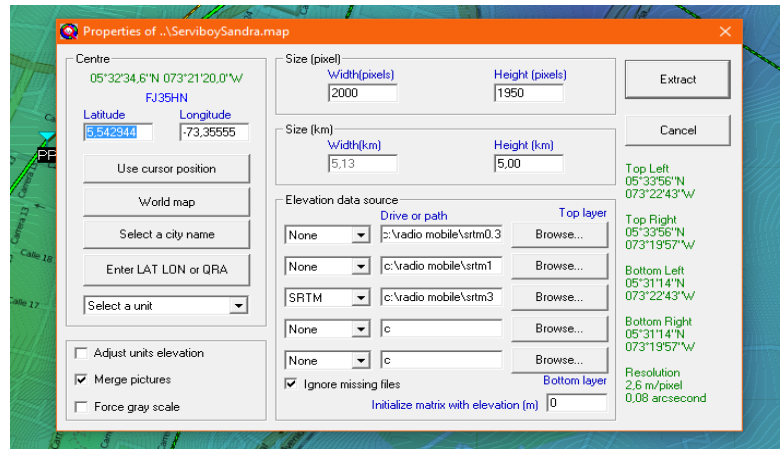 Properties of ..\ServiboySandra.map
Centre
05°32'34,6''N 073°21'20,0''W
FJ35HN
Latitude
Longitude
5,542944
-73,35555
Use cursor position
World map
Select a city name
Enter LAT LON or QRA
Select a unit
Adjust units elevation
Merge pictures
Force gray scale
Size (pixel)
Width(pixels)
Height (pixels)
2000
1950
Size (km)
Width(km)
Height (km)
5,13
5,00
Elevation data source
Drive or path
Top layer
None
:\radio mobile\srtm0.3
Browse...
None
c:\radio mobile\srtm1
Browse...
SRTM
c:\radio mobile\srtm3
Browse...
None
c
Browse...
None
c
Browse...
Ignore missing files
Bottom layer
Initialize matrix with elevation (m)
0
Extract
Cancel
Top Left
05°33'56''N
073°22'43''W
Top Right
05°33'56''N
073°19'57''W
Bottom Left
05°31'14''N
073°22'43''W
Bottom Right
05°31'14''N
073°19'57''W
Resolution
2,6 m/pixel
0,08 arcsecond
PP
Carrera 13
Calle 18
Calle 17